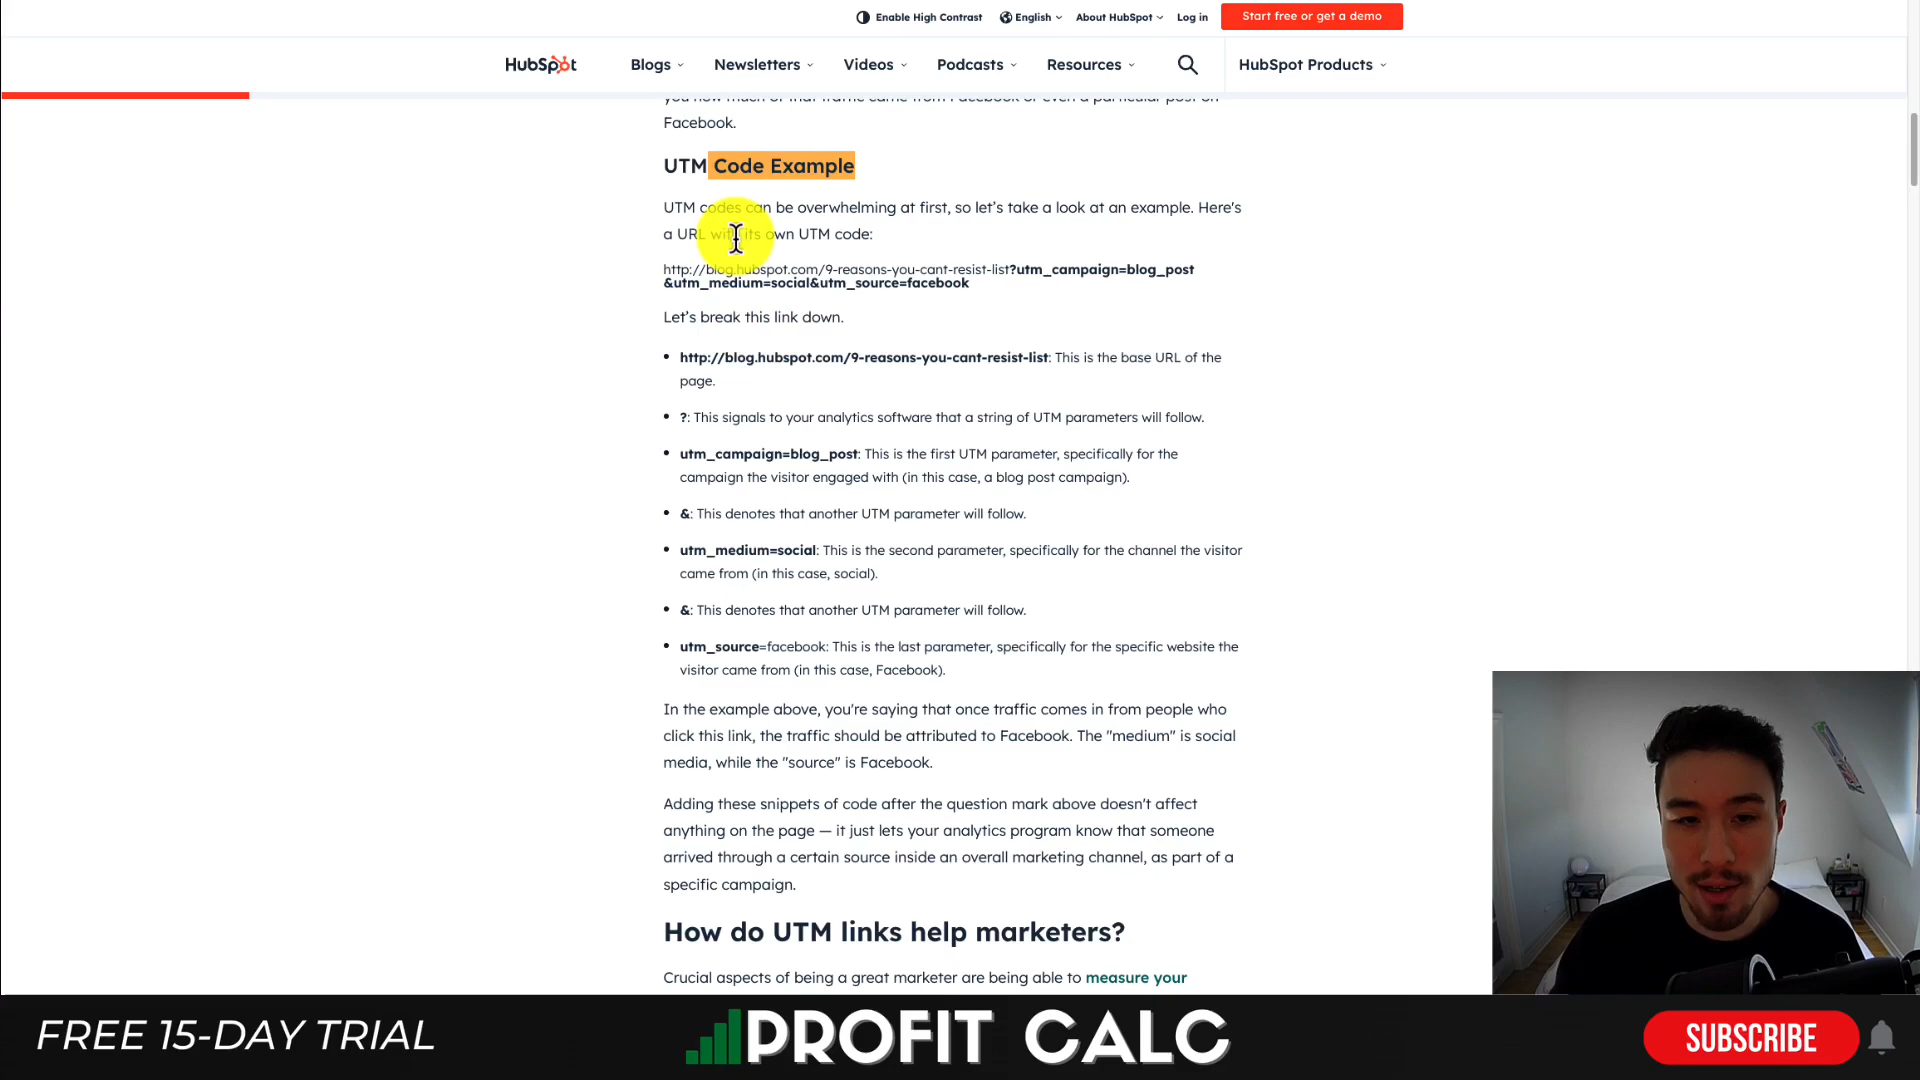 Enable High Contrast English About HubSpot Log in Start free or get a demo
HubSpot Blogs Newsletters Videos Podcasts Resources HubSpot Products
you how much of that traffic came from Facebook or even a particular post on
Facebook.
UTM Code Example
UTM codes can be overwhelming at first, so let's take a look at an example. Here's
a URL with its own UTM code:
http://blog.hubspot.com/9-reasons-you-cant-resist-list?utm_campaign=blog_post
&utm_medium=social&utm_source=facebook
Let's break this link down.
• http://blog.hubspot.com/9-reasons-you-cant-resist-list: This is the base URL of the
page.
• ?: This signals to your analytics software that a string of UTM parameters will follow.
• utm_campaign=blog_post: This is the first UTM parameter, specifically for the
campaign the visitor engaged with (in this case, a blog post campaign).
• &: This denotes that another UTM parameter will follow.
• utm_medium=social: This is the second parameter, specifically for the channel the visitor
came from (in this case, social).
• &: This denotes that another UTM parameter will follow.
• utm_source=facebook: This is the last parameter, specifically for the specific website the
visitor came from (in this case, Facebook).
In the example above, you're saying that once traffic comes in from people who
click this link, the traffic should be attributed to Facebook. The "medium" is social
media, while the "source" is Facebook.
Adding these snippets of code after the question mark above doesn't affect
anything on the page — it just lets your analytics program know that someone
arrived through a certain source inside an overall marketing channel, as part of a
specific campaign.
How do UTM links help marketers?
Crucial aspects of being a great marketer are being able to measure your
FREE 15-DAY TRIAL PROFIT CALC SUBSCRIBE